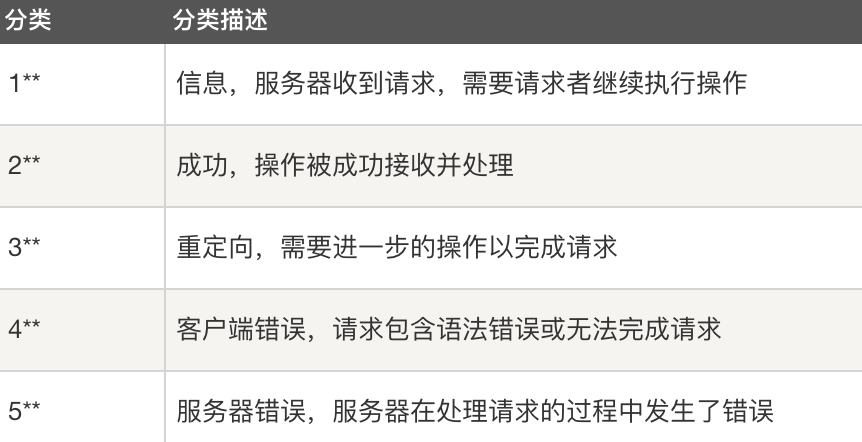 分类 分类描述
1** 信息，服务器收到请求，需要请求者继续执行操作
2** 成功，操作被成功接收并处理
3** 重定向，需要进一步的操作以完成请求
4** 客户端错误，请求包含语法错误或无法完成请求
5** 服务器错误，服务器在处理请求的过程中发生了错误